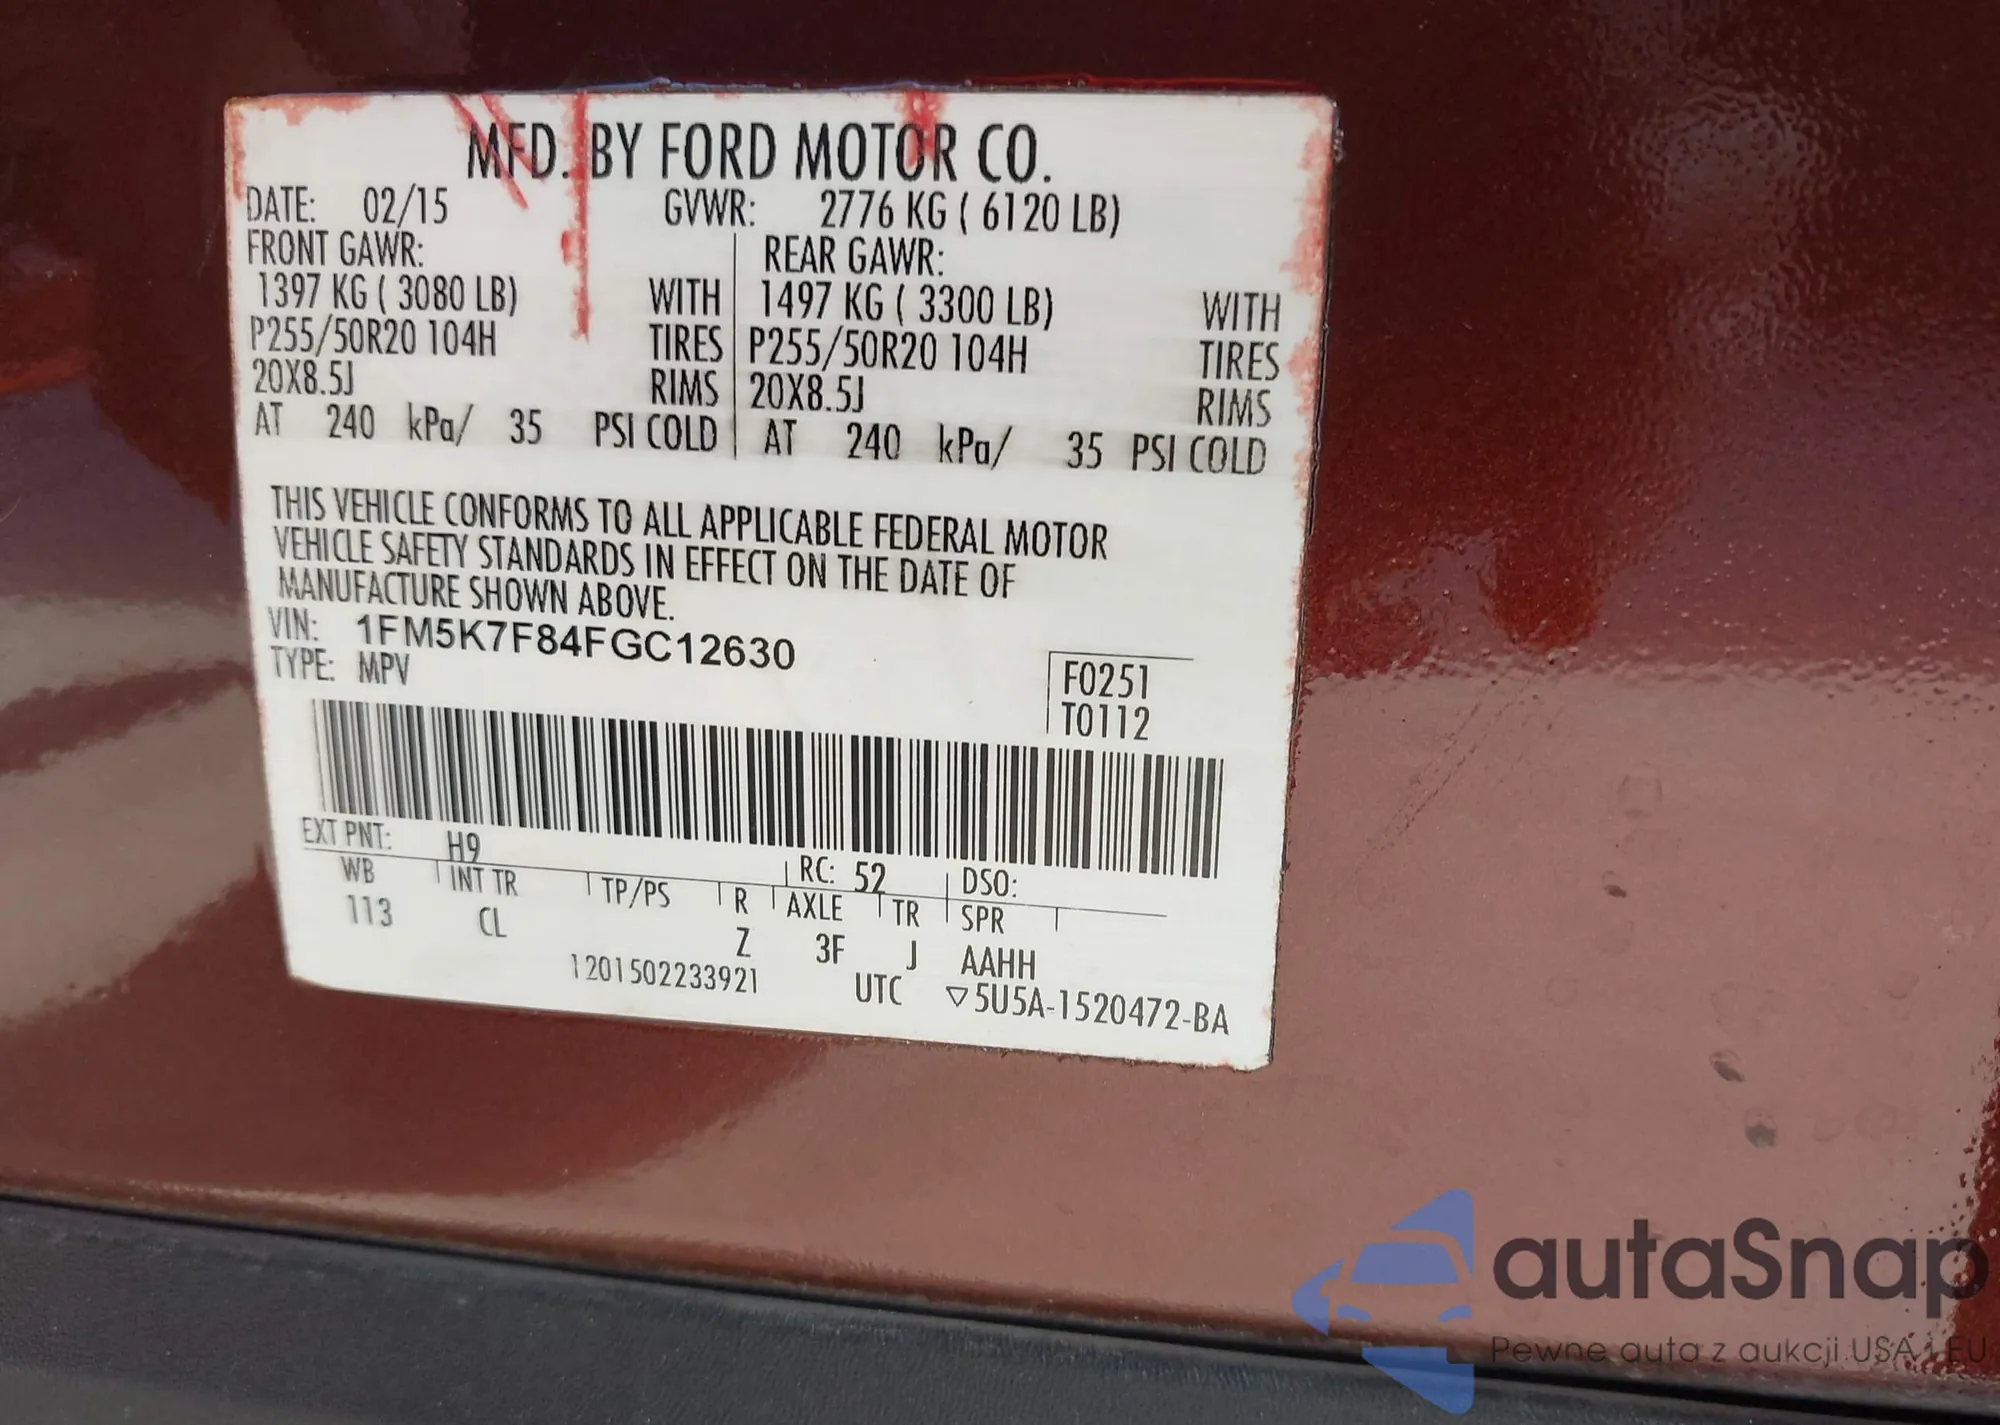 MFD. BY FORD MOTOR CO.
DATE: 02/15 GVWR: 2776 KG ( 6120 LB)
FRONT GAWR: REAR GAWR:
1397 KG ( 3080 LB) WITH 1497 KG ( 3300 LB) WITH
P255/50R20 104H TIRES P255/50R20 104H TIRES
20X8.5J RIMS 20X8.5J RIMS
AT 240 kPa/ 35 PSI COLD AT 240 kPa/ 35 PSI COLD
THIS VEHICLE CONFORMS TO ALL APPLICABLE FEDERAL MOTOR
VEHICLE SAFETY STANDARDS IN EFFECT ON THE DATE OF
MANUFACTURE SHOWN ABOVE.
VIN: 1FM5K7F84FGC12630
TYPE: MPV
F0251
T0112
EXT PNT: H9 RC: 52 DSO:
WB INT TR TP/PS R AXLE TR SPR
113 CL Z 3F J AAHH
1201502233921 UTC ▽5U5A-1520472-BA
autaSnap
Pewne auta z aukcji USA i EU